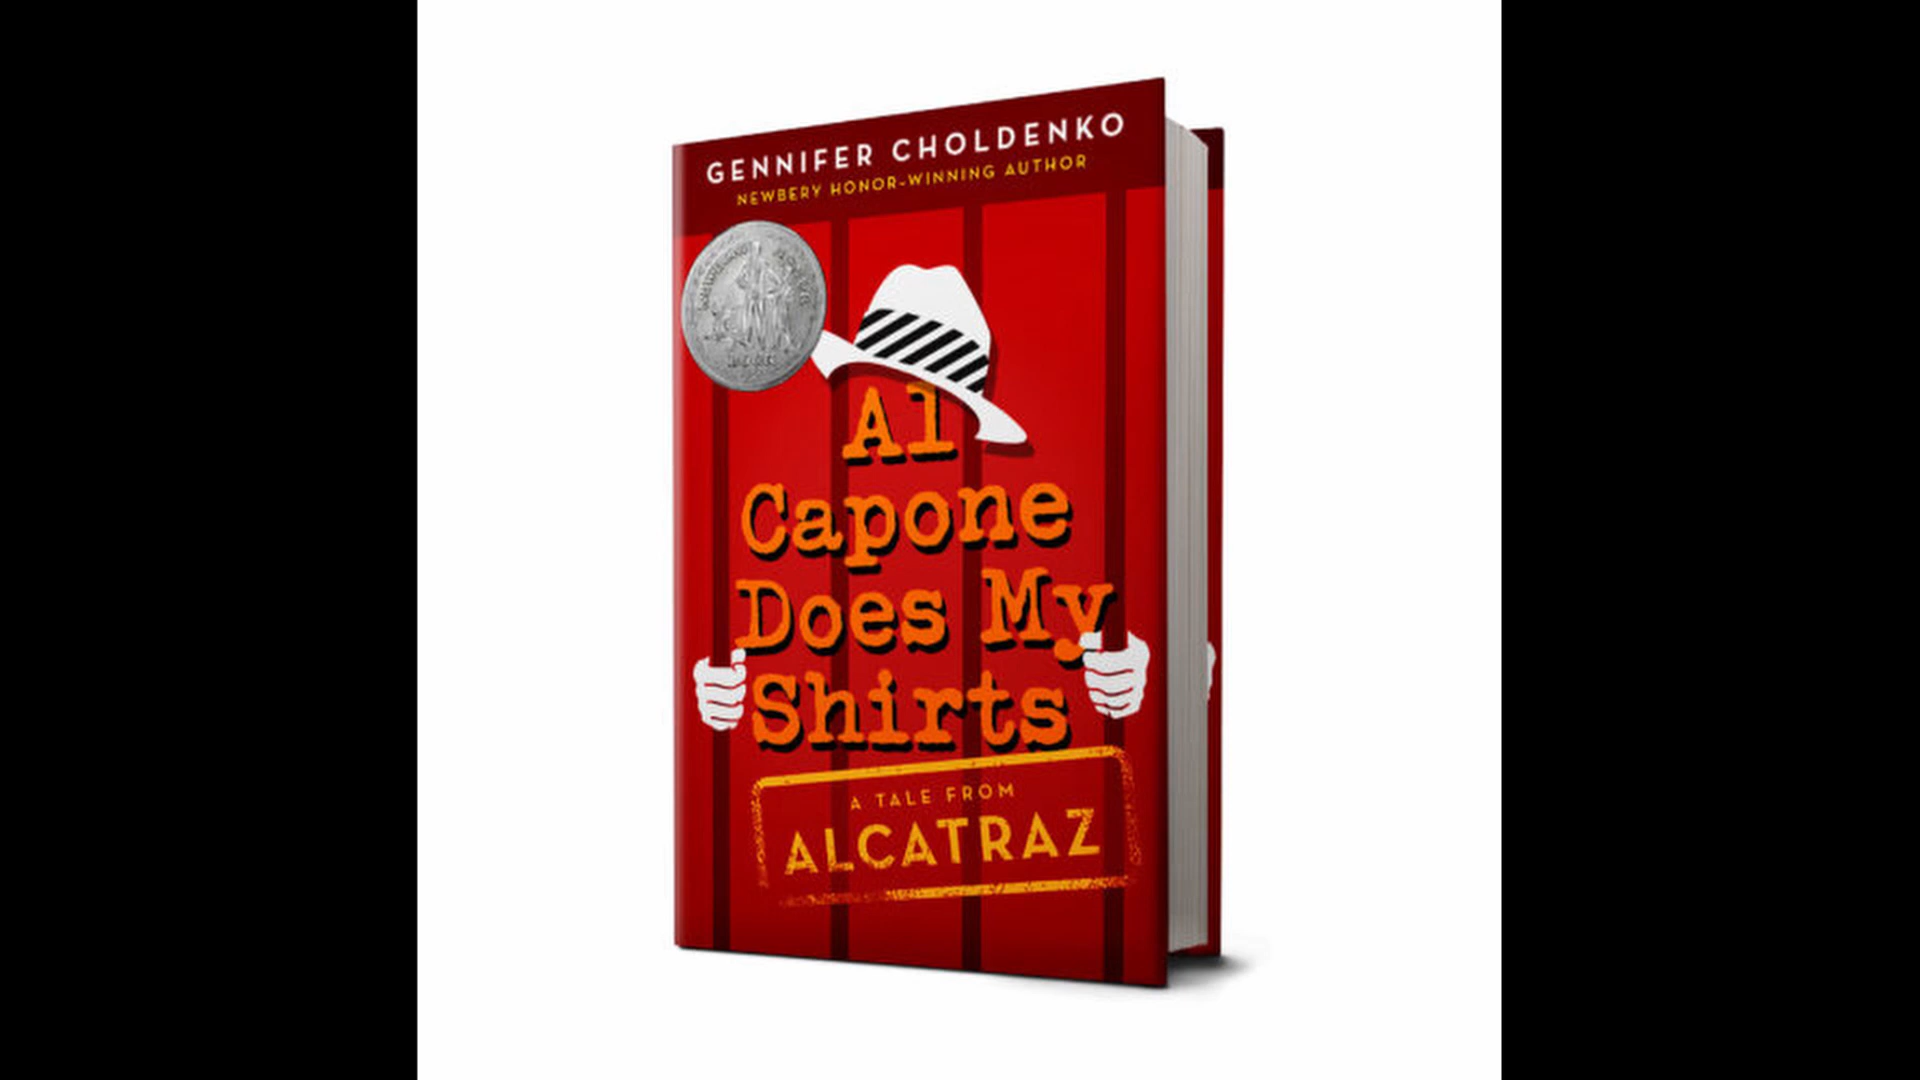 GENNIFER CHOLDENKO
NEWBERY HONOR-WINNING AUTHOR
Al
Capone
Does My
Shirts
A TALE FROM
ALCATRAZ